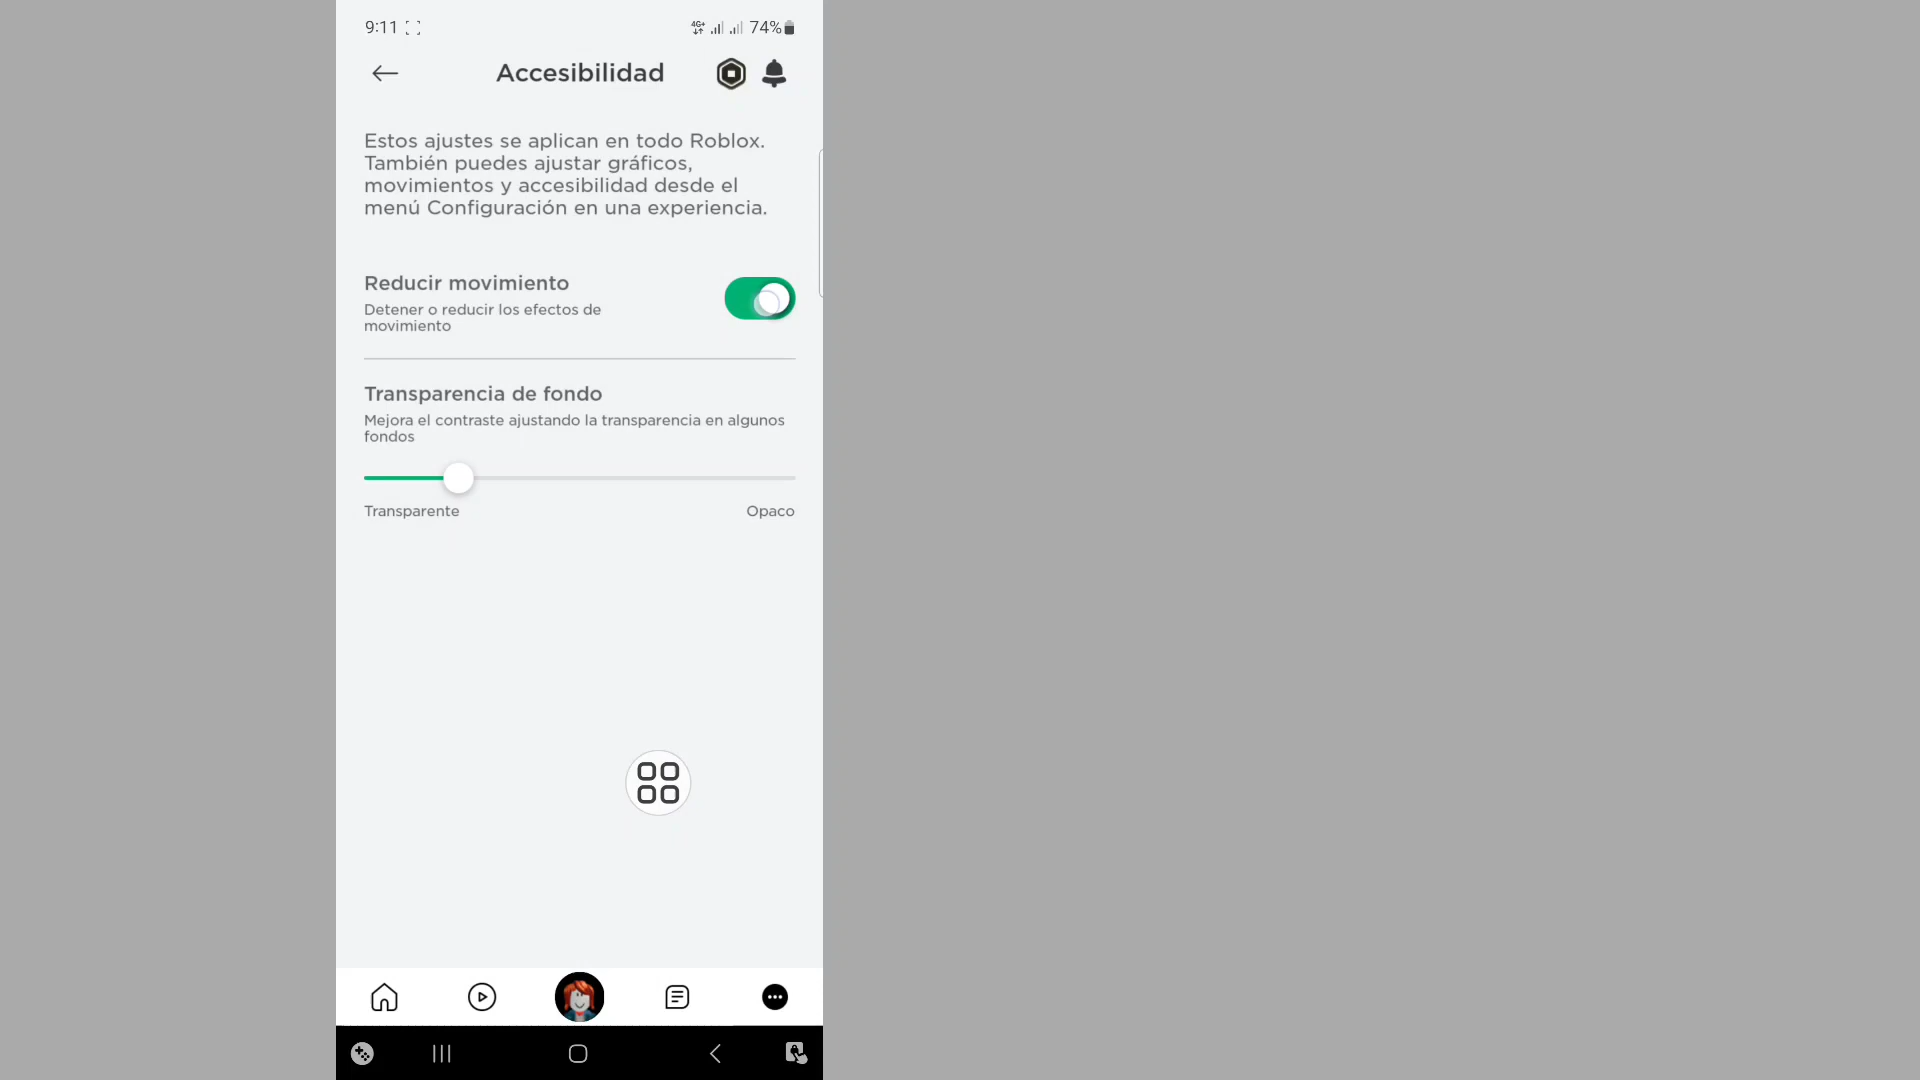 9:11
4G+ 74%
Accesibilidad
Estos ajustes se aplican en todo Roblox.
También puedes ajustar gráficos,
movimientos y accesibilidad desde el
menú Configuración en una experiencia.
Reducir movimiento
Detener o reducir los efectos de
movimiento
Transparencia de fondo
Mejora el contraste ajustando la transparencia en algunos
fondos
Transparente
Opaco